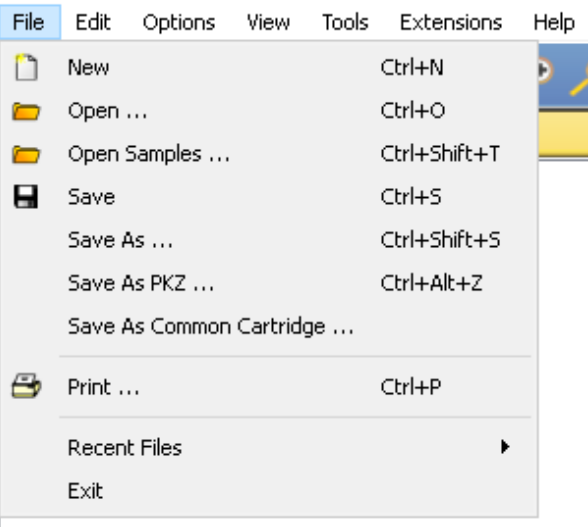 File Edit Options View Tools Extensions Help
New Ctrl+N
Open ... Ctrl+O
Open Samples ... Ctrl+Shift+T
Save Ctrl+S
Save As ... Ctrl+Shift+S
Save As PKZ ... Ctrl+Alt+Z
Save As Common Cartridge ...
Print ... Ctrl+P
Recent Files
Exit